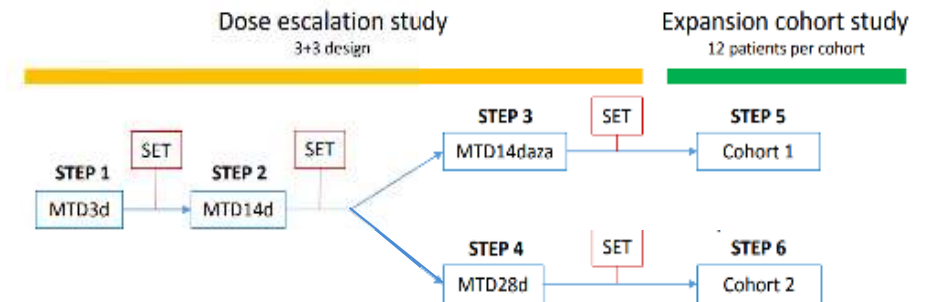 Dose escalation study
3+3 design
Expansion cohort study
12 patients per cohort
STEP 1
MTD3d
SET
STEP 2
MTD14d
SET
STEP 3
MTD14daza
SET
STEP 5
Cohort 1
STEP 4
MTD28d
SET
STEP 6
Cohort 2